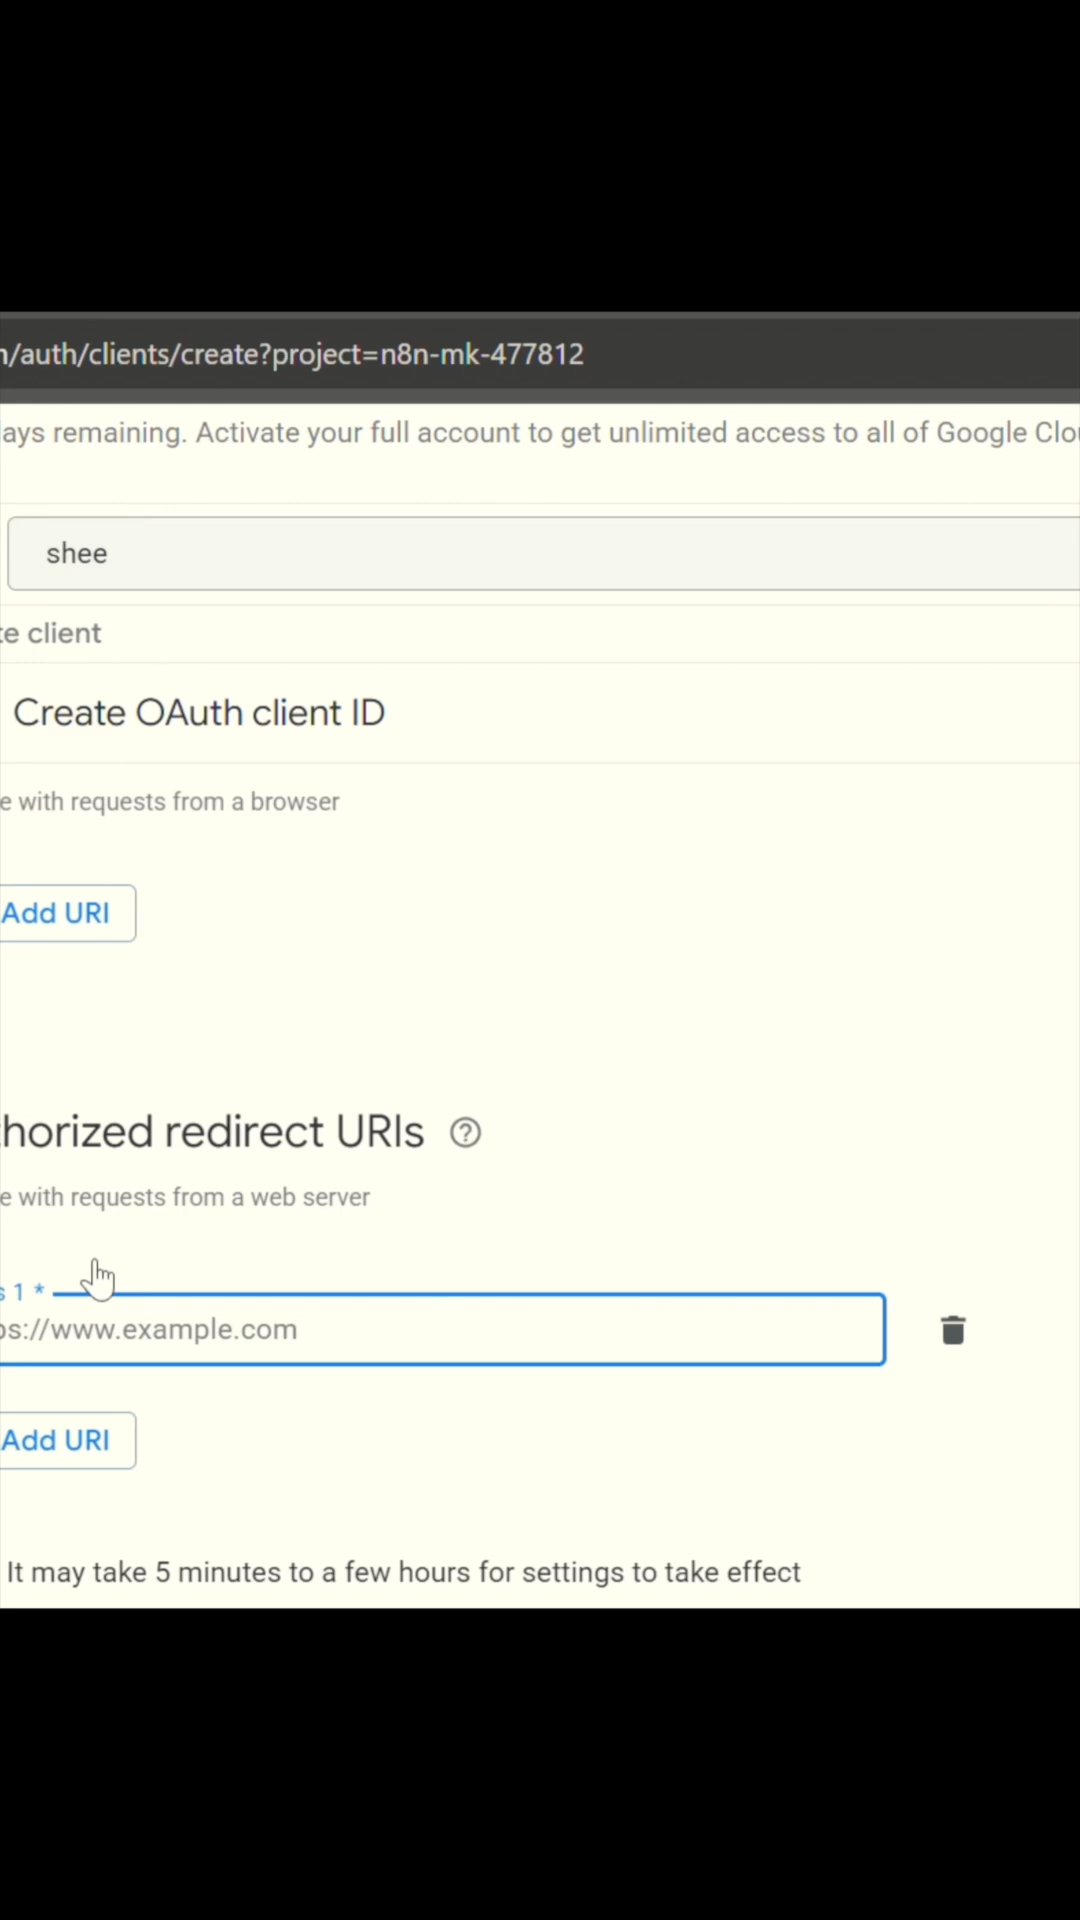 /auth/clients/create?project=n8n-mk-477812
ays remaining. Activate your full account to get unlimited access to all of Google Clo
shee
te client
Create OAuth client ID
e with requests from a browser
Add URI
horized redirect URIs
e with requests from a web server
s 1 *
ps://www.example.com
Add URI
It may take 5 minutes to a few hours for settings to take effect